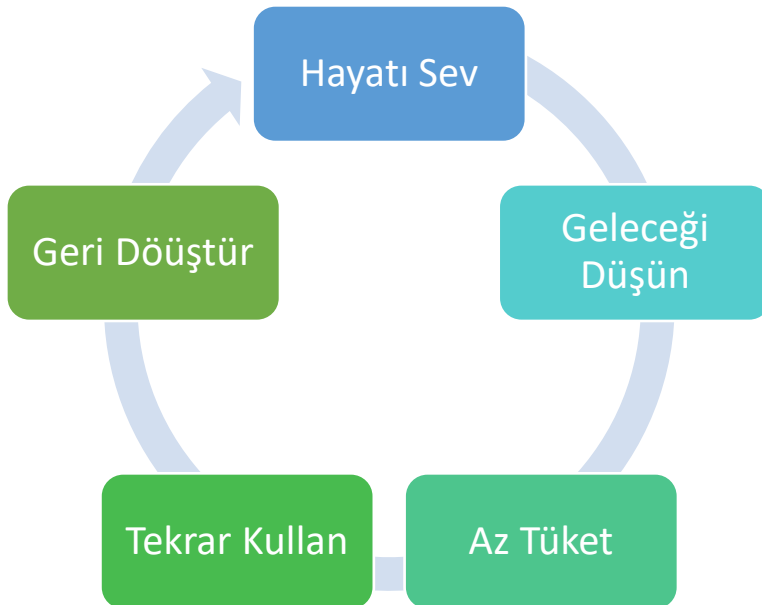 Hayatı Sev
Geleceği
Düşün
Az Tüket
Tekrar Kullan
Geri Döüştür